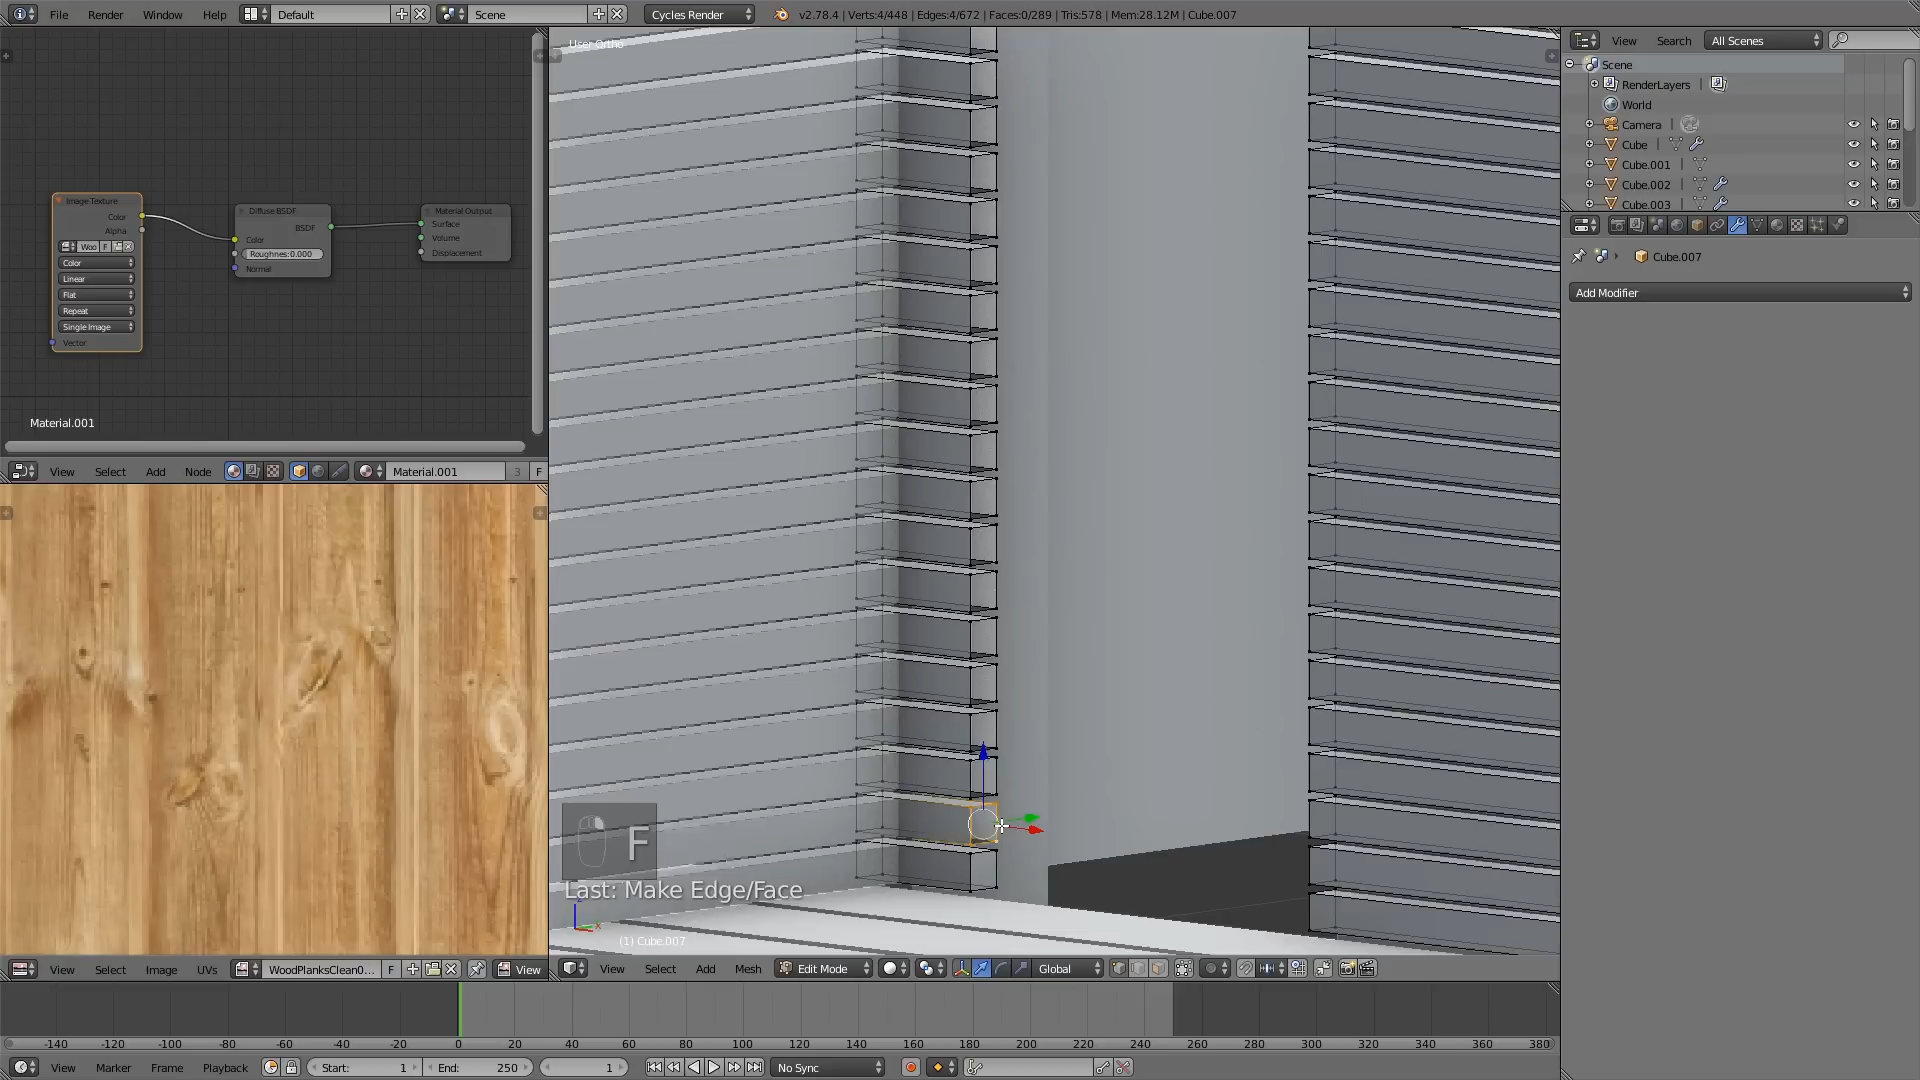 File Render Window Help Default Scene Cycles Render v2.78.4 | Verts:4/448 | Edges:4/672 | Faces:0/289 | Tris:578 | Mem:28.12M | Cube.007
User Ortho
View Search All Scenes
Scene
RenderLayers |
World
Camera |
Cube |
Cube.001 |
Cube.002 |
Cube.003 |
Cube.007
Add Modifier
Image Texture
Color
Alpha
Woo F
Color
Linear
Flat
Repeat
Single Image
Vector
Diffuse BSDF
BSDF
Color
Roughnes:0.000
Normal
Material Output
Surface
Volume
Displacement
Material.001
View Select Add Node Material.001 3 F
F
Last: Make Edge/Face
(1) Cube.007
View Select Image UVs WoodPlanksClean0... F View
View Select Add Mesh Edit Mode Global
-140 -120 -100 -80 -60 -40 -20 0 20 40 60 80 100 120 140 160 180 200 220 240 260 280 300 320 340 360 380
View Marker Frame Playback Start: 1 End: 250 1 No Sync